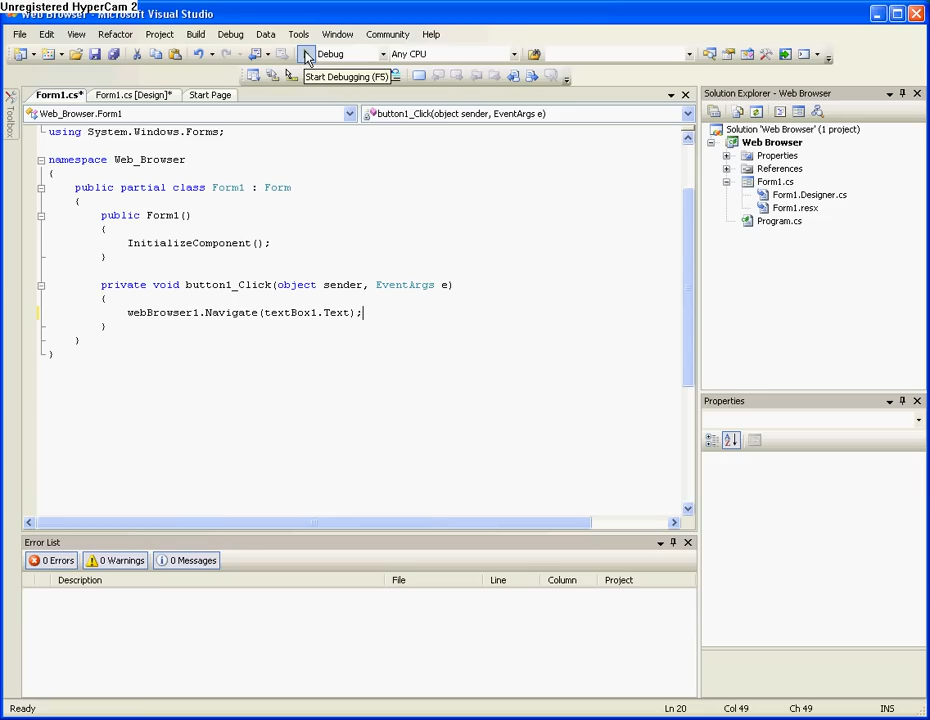 Unregistered HyperCam 2
Web Browser - Microsoft Visual Studio
File Edit View Refactor Project Build Debug Data Tools Window Community Help
Debug Any CPU
Start Debugging (F5)
Form1.cs* Form1.cs [Design]* Start Page
Toolbox
Web_Browser.Form1 button1_Click(object sender, EventArgs e)
using System.Windows.Forms;
namespace Web_Browser
{
public partial class Form1 : Form
{
public Form1()
{
InitializeComponent();
}
private void button1_Click(object sender, EventArgs e)
{
webBrowser1.Navigate(textBox1.Text);
}
}
}
Solution Explorer - Web Browser
Solution 'Web Browser' (1 project)
Web Browser
Properties
References
Form1.cs
Form1.Designer.cs
Form1.resx
Program.cs
Properties
Error List
0 Errors 0 Warnings 0 Messages
Description File Line Column Project
Ready Ln 20 Col 49 Ch 49 INS